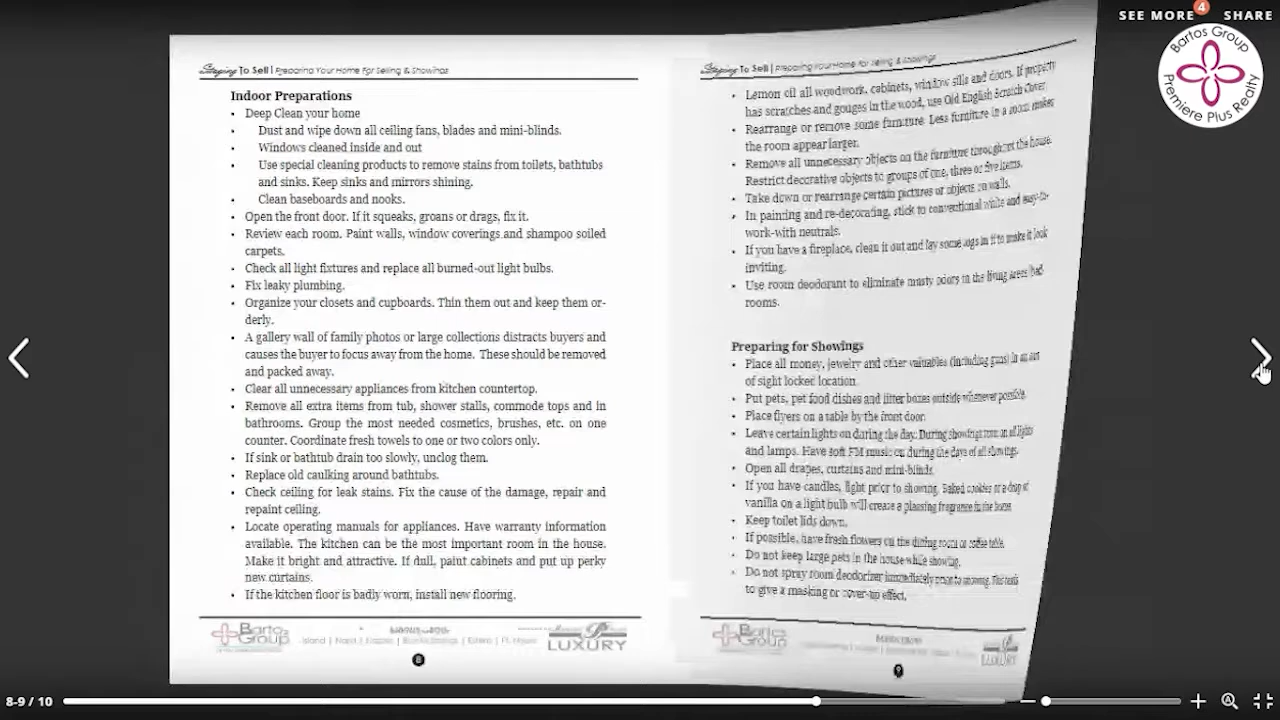 SEE MORE 4 SHARE
Bartos Group
Premiere Plus Realty
Staging To Sell | Preparing Your Home For Selling & Showings
Indoor Preparations
• Deep Clean your home
• Dust and wipe down all ceiling fans, blades and mini-blinds.
• Windows cleaned inside and out
• Use special cleaning products to remove stains from toilets, bathtubs
and sinks. Keep sinks and mirrors shining.
• Clean baseboards and nooks.
• Open the front door. If it squeaks, groans or drags, fix it.
• Review each room. Paint walls, window coverings and shampoo soiled
carpets.
• Check all light fixtures and replace all burned-out light bulbs.
• Fix leaky plumbing.
• Organize your closets and cupboards. Thin them out and keep them or-
derly.
• A gallery wall of family photos or large collections distracts buyers and
causes the buyer to focus away from the home. These should be removed
and packed away.
• Clear all unnecessary appliances from kitchen countertop.
• Remove all extra items from tub, shower stalls, commode tops and in
bathrooms. Group the most needed cosmetics, brushes, etc. on one
counter. Coordinate fresh towels to one or two colors only.
• If sink or bathtub drain too slowly, unclog them.
• Replace old caulking around bathtubs.
• Check ceiling for leak stains. Fix the cause of the damage, repair and
repaint ceiling.
• Locate operating manuals for appliances. Have warranty information
available. The kitchen can be the most important room in the house.
Make it bright and attractive. If dull, paint cabinets and put up perky
new curtains.
• If the kitchen floor is badly worn, install new flooring.
Bartos Group
LUXURY
8
Staging To Sell | Preparing Your Home For Selling & Showings
• Lemon oil all woodwork, cabinets, window sills and doors. If property
has scratches and gouges in the wood, use Old English Scratch Cover.
• Rearrange or remove some furniture. Less furniture in a room makes
the room appear larger.
• Remove all unnecessary objects on the furniture throughout the house.
Restrict decorative objects to groups of one, three or five items.
• Take down or rearrange certain pictures or objects on walls.
• In painting and re-decorating, stick to conventional white and easy-to-
work-with neutrals.
• If you have a fireplace, clean it out and lay some logs in it to make it look
inviting.
• Use room deodorant to eliminate musty odors in the living areas
rooms.
Preparing for Showings
• Place all money, jewelry and other valuables (including guns) in an out
of sight locked location.
• Put pets, pet food dishes and litter boxes outside whenever possible.
• Place flyers on a table by the front door.
• Leave certain lights on during the day. During showings turn on all lights
and lamps. Have soft FM music on during the days of all showings.
• Open all drapes, curtains and mini-blinds.
• If you have candles, light prior to showing. Baked cookies or a drop of
vanilla on a light bulb will create a pleasing fragrance in the home.
• Keep toilet lids down.
• If possible, have fresh flowers on the dining room or coffee table.
• Do not keep large pets in the house while showing.
• Do not spray room deodorizer immediately prior to showing. This tends
to give a masking or cover-up effect.
Bartos Group
LUXURY
9
8-9 / 10